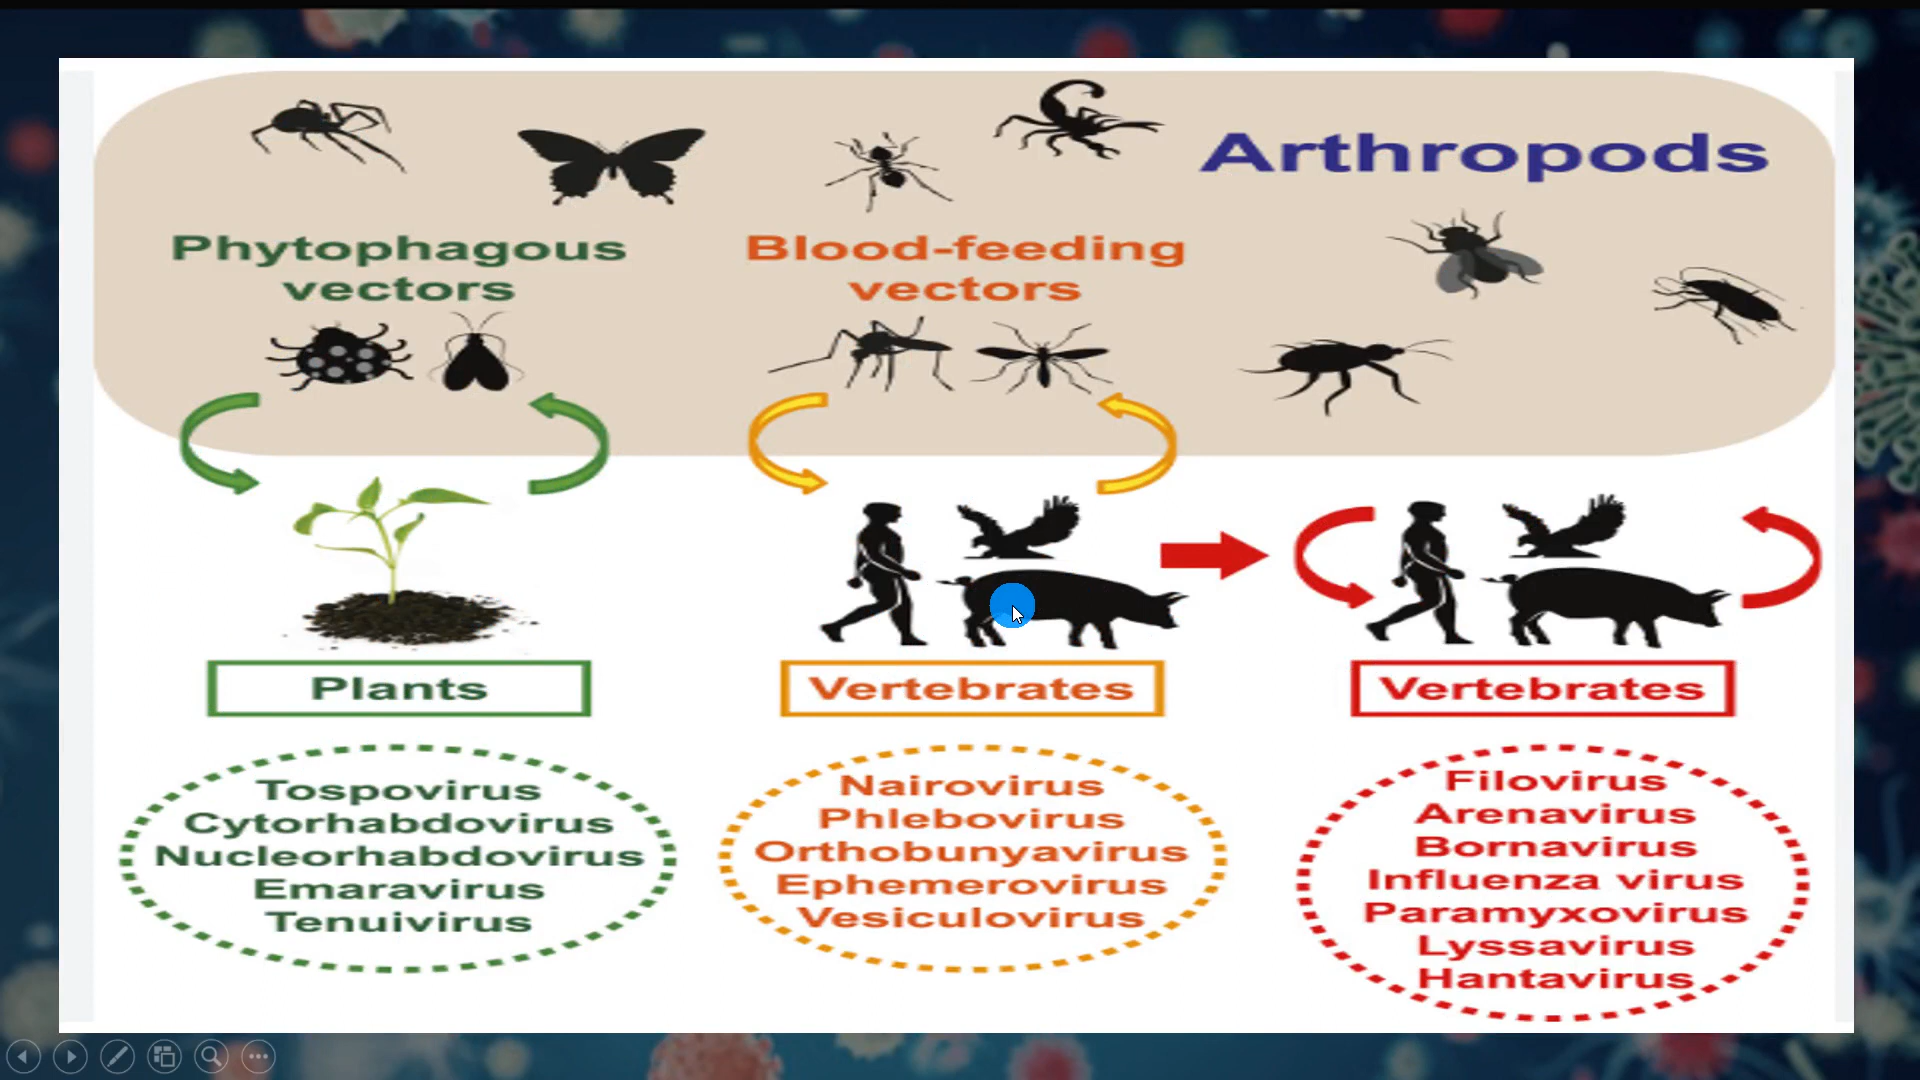 Arthropods
Phytophagous
vectors
Blood-feeding
vectors
Plants
Vertebrates
Vertebrates
Tospovirus
Cytorhabdovirus
Nucleorhabdovirus
Emaravirus
Tenuivirus
Nairovirus
Phlebovirus
Orthobunyavirus
Ephemerovirus
Vesiculovirus
Filovirus
Arenavirus
Bornavirus
Influenza virus
Paramyxovirus
Lyssavirus
Hantavirus